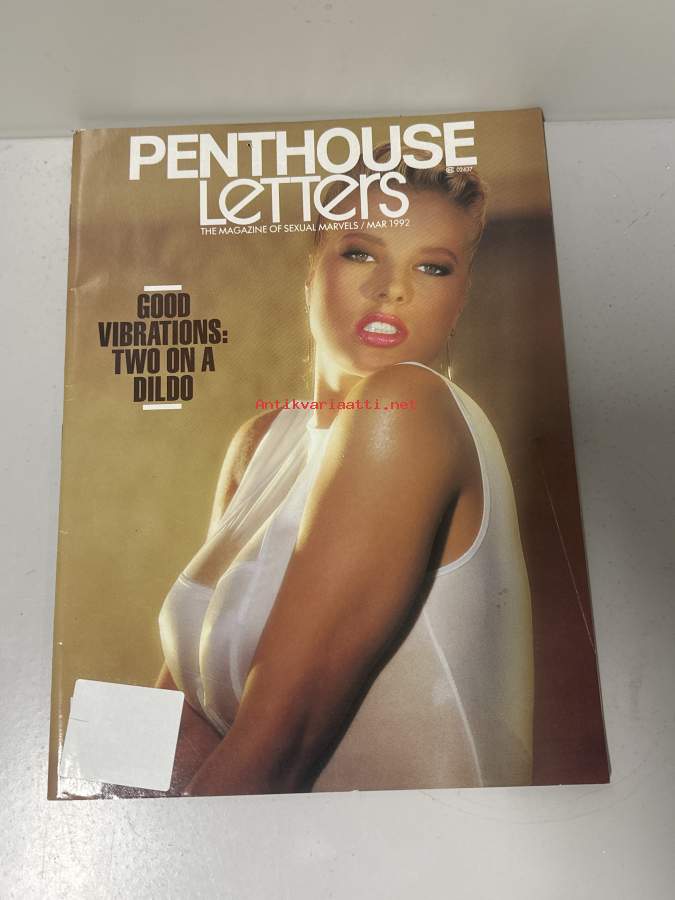 PENTHOUSE
Letters
THE MAGAZINE OF SEXUAL MARVELS / MAR 1992
GOOD
VIBRATIONS:
TWO ON A
DILDO
Antikvariaatti.net